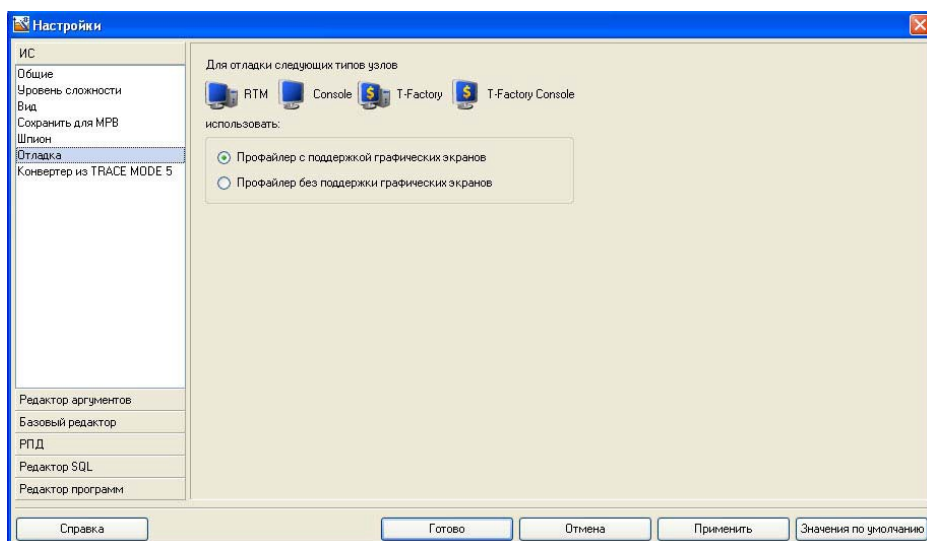 Настройки
ИС
Общие
Уровень сложности
Вид
Сохранить для МРВ
Шпион
Отладка
Конвертер из TRACE MODE 5
Редактор аргументов
Базовый редактор
РПД
Редактор SQL
Редактор программ
Для отладки следующих типов узлов
RTM Console T-Factory T-Factory Console
использовать:
Профайлер с поддержкой графических экранов
Профайлер без поддержки графических экранов
Справка Готово Отмена Применить Значения по умолчанию